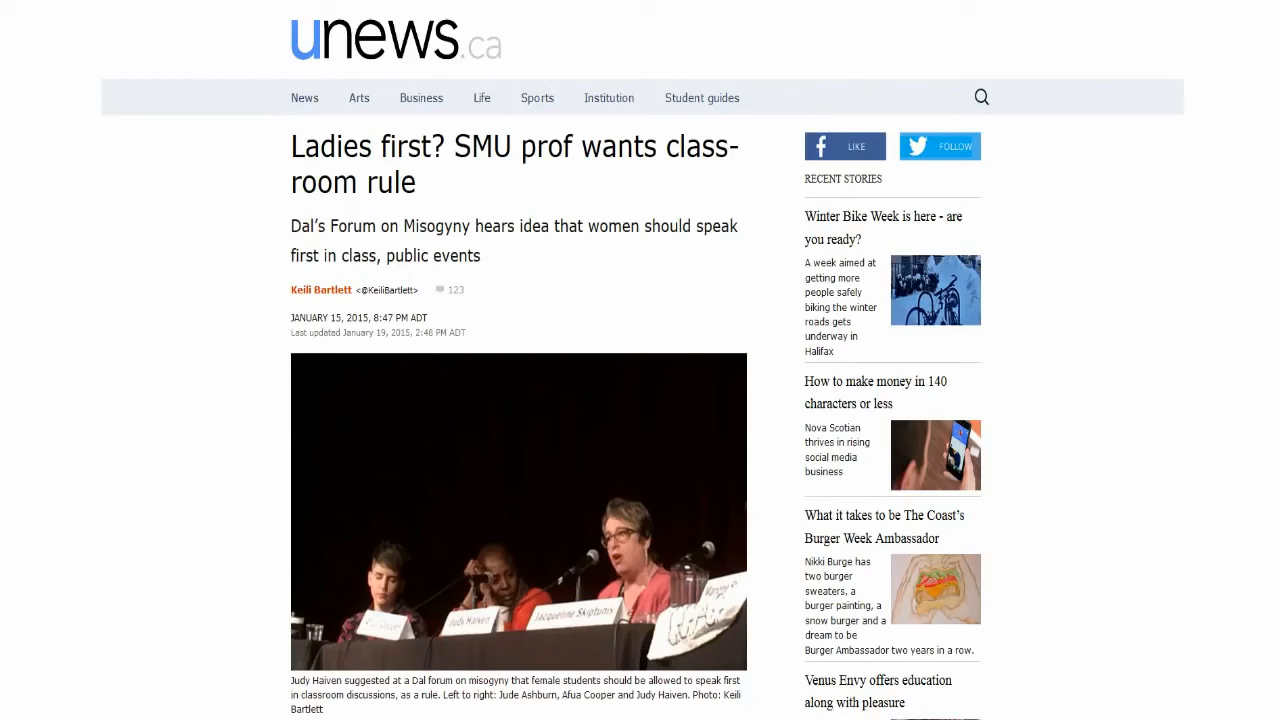 unews.ca
News Arts Business Life Sports Institution Student guides
Ladies first? SMU prof wants class-
room rule
Dal's Forum on Misogyny hears idea that women should speak
first in class, public events
Keili Bartlett <@KeiliBartlett> 123
JANUARY 15, 2015, 8:47 PM ADT
Last updated January 19, 2015, 2:48 PM ADT
Judy Haiven
Jacqueline Skiptunis
Judy Haiven suggested at a Dal forum on misogyny that female students should be allowed to speak first
in classroom discussions, as a rule. Left to right: Jude Ashburn, Afua Cooper and Judy Haiven. Photo: Keili
Bartlett
LIKE FOLLOW
RECENT STORIES
Winter Bike Week is here - are
you ready?
A week aimed at
getting more
people safely
biking the winter
roads gets
underway in
Halifax
How to make money in 140
characters or less
Nova Scotian
thrives in rising
social media
business
What it takes to be The Coast's
Burger Week Ambassador
Nikki Burge has
two burger
sweaters, a
burger painting, a
snow burger and a
dream to be
Burger Ambassador two years in a row.
Venus Envy offers education
along with pleasure